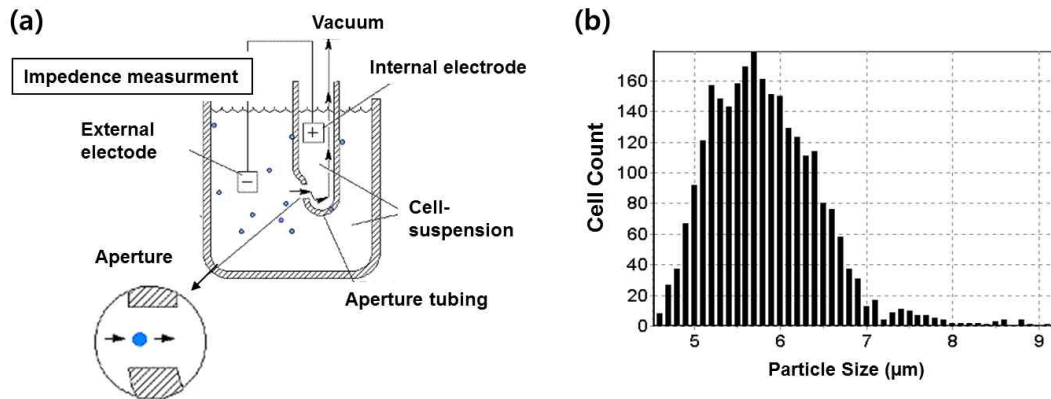 (a)
Vacuum
Impedence measurment
Internal electrode
External
electode
+
−
Cell-
suspension
Aperture
Aperture tubing
(b)
Cell Count
160
140
120
100
80
60
40
20
0
5
6
7
8
9
Particle Size (μm)